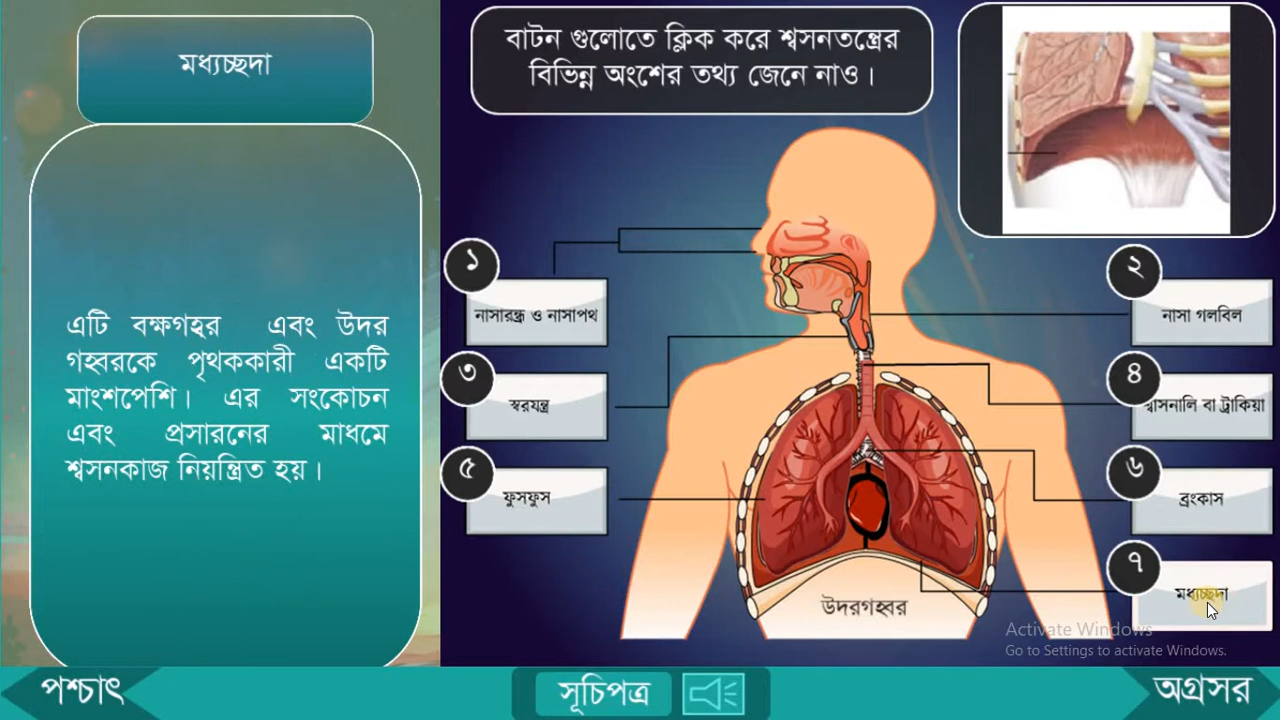 মধ্যচ্ছদা
এটি বক্ষগহ্বর এবং উদর
গহ্বরকে পৃথককারী একটি
মাংশপেশি। এর সংকোচন
এবং প্রসারনের মাধমে
শ্বসনকাজ নিয়ন্ত্রিত হয়।
বাটন গুলোতে ক্লিক করে শ্বসনতন্ত্রের
বিভিন্ন অংশের তথ্য জেনে নাও।
১
নাসারন্ধ্র ও নাসাপথ
২
নাসা গলবিল
৩
স্বরযন্ত্র
৪
শ্বাসনালি বা ট্রাকিয়া
৫
ফুসফুস
৬
ব্রংকাস
৭
মধ্যচ্ছদা
উদরগহ্বর
Activate Windows
Go to Settings to activate Windows.
পশ্চাৎ
সূচিপত্র
অগ্রসর